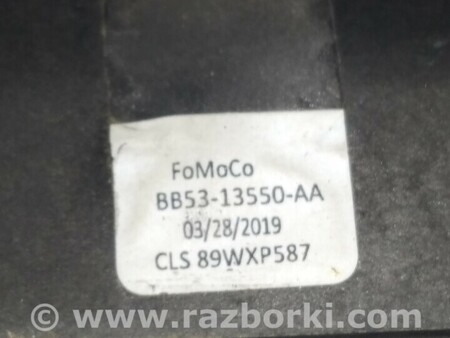 FoMoCo
BB53-13550-AA
03/28/2019
CLS 89WXP587
© www.razborki.com